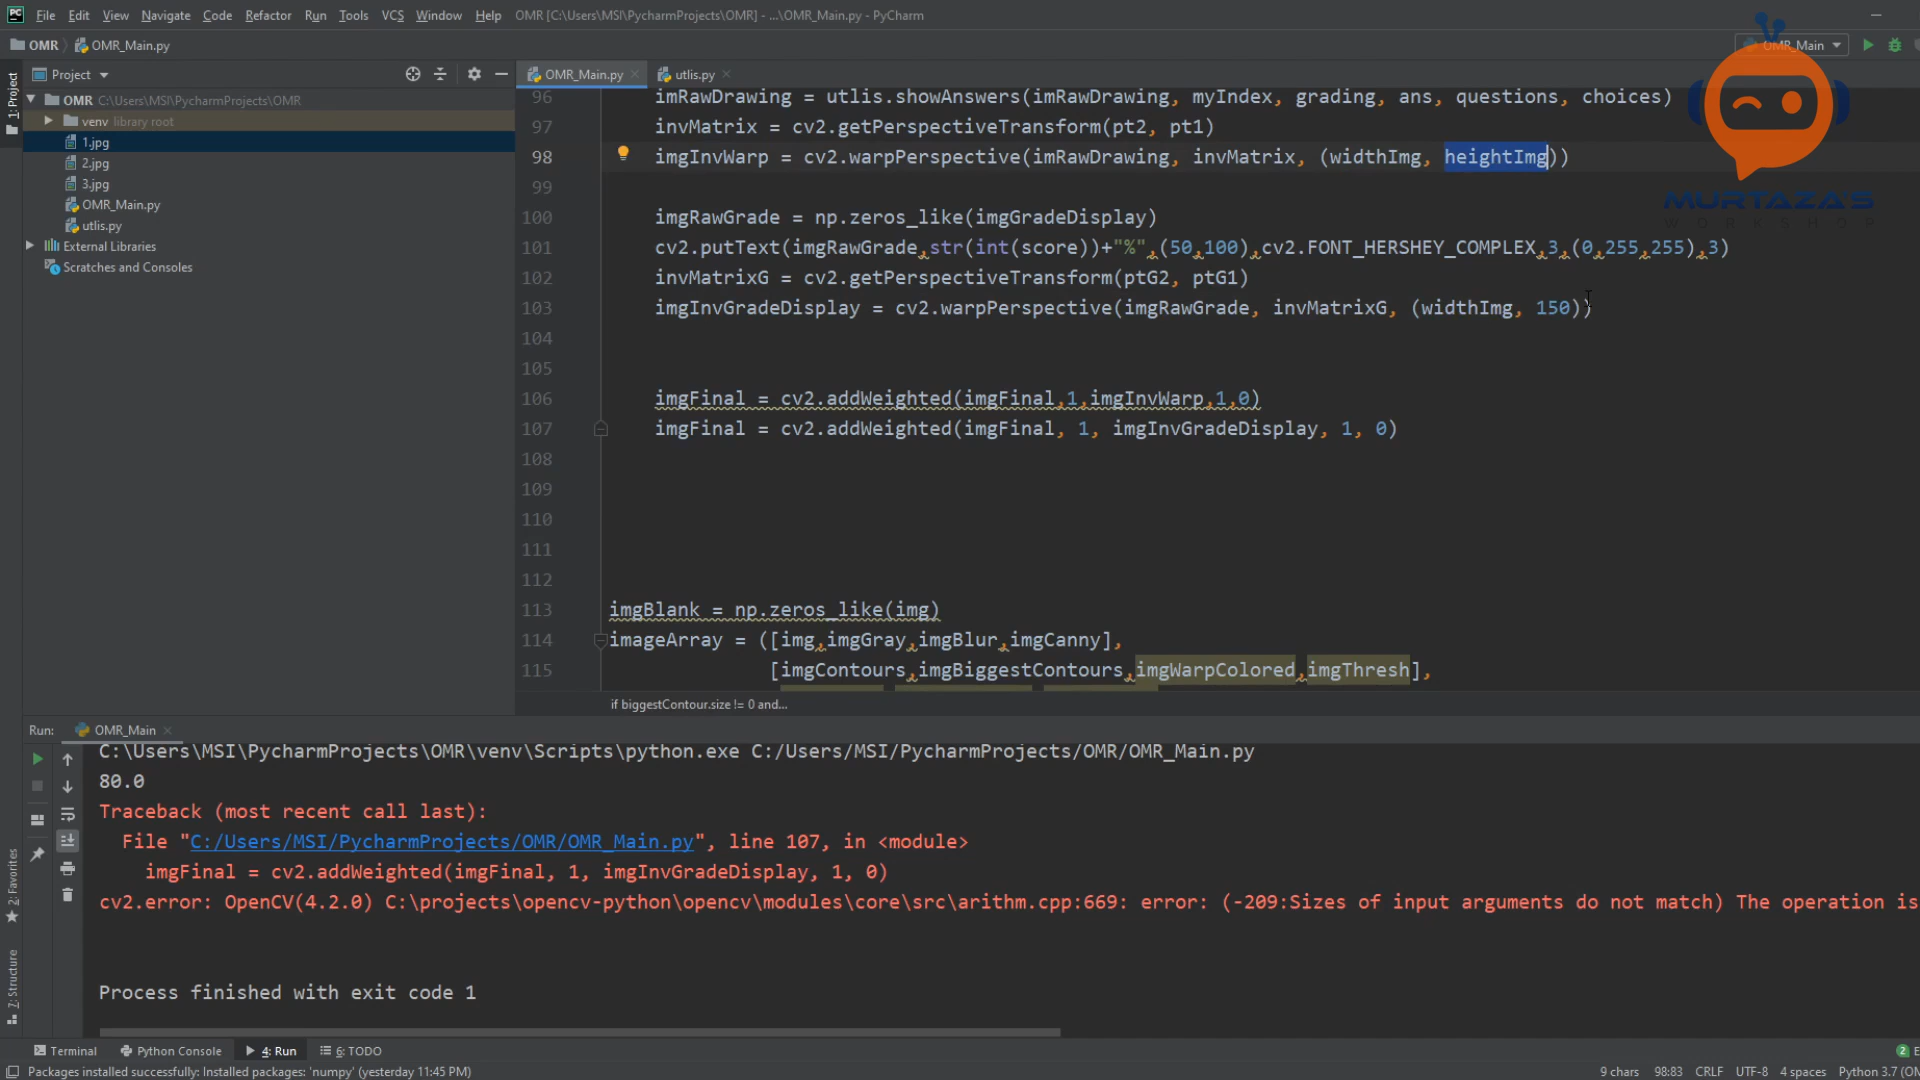 PC File Edit View Navigate Code Refactor Run Tools VCS Window Help OMR [C:\Users\MSI\PycharmProjects\OMR] - ...\OMR_Main.py - PyCharm
OMR OMR_Main.py
OMR_Main
Project
OMR_Main.py
utlis.py
1: Project
OMR C:\Users\MSI\PycharmProjects\OMR
venv library root
1.jpg
2.jpg
3.jpg
OMR_Main.py
utlis.py
External Libraries
Scratches and Consoles
96 imRawDrawing = utlis.showAnswers(imRawDrawing, myIndex, grading, ans, questions, choices)
97 invMatrix = cv2.getPerspectiveTransform(pt2, pt1)
98 imgInvWarp = cv2.warpPerspective(imRawDrawing, invMatrix, (widthImg, heightImg))
99
100 imgRawGrade = np.zeros_like(imgGradeDisplay)
101 cv2.putText(imgRawGrade,str(int(score))+"%",(50,100),cv2.FONT_HERSHEY_COMPLEX,3,(0,255,255),3)
102 invMatrixG = cv2.getPerspectiveTransform(ptG2, ptG1)
103 imgInvGradeDisplay = cv2.warpPerspective(imgRawGrade, invMatrixG, (widthImg, 150))
104
105
106 imgFinal = cv2.addWeighted(imgFinal,1,imgInvWarp,1,0)
107 imgFinal = cv2.addWeighted(imgFinal, 1, imgInvGradeDisplay, 1, 0)
108
109
110
111
112
113 imgBlank = np.zeros_like(img)
114 imageArray = ([img,imgGray,imgBlur,imgCanny],
115 [imgContours,imgBiggestContours,imgWarpColored,imgThresh],
if biggestContour.size != 0 and...
MURTAZA'S
WORKSHOP
Run: OMR_Main
C:\Users\MSI\PycharmProjects\OMR\venv\Scripts\python.exe C:/Users/MSI/PycharmProjects/OMR/OMR_Main.py
80.0
Traceback (most recent call last):
File "C:/Users/MSI/PycharmProjects/OMR/OMR_Main.py", line 107, in <module>
imgFinal = cv2.addWeighted(imgFinal, 1, imgInvGradeDisplay, 1, 0)
cv2.error: OpenCV(4.2.0) C:\projects\opencv-python\opencv\modules\core\src\arithm.cpp:669: error: (-209:Sizes of input arguments do not match) The operation is
Process finished with exit code 1
2: Favorites
7: Structure
Terminal Python Console 4: Run 6: TODO
2 E
Packages installed successfully: Installed packages: 'numpy' (yesterday 11:45 PM)
9 chars 98:83 CRLF UTF-8 4 spaces Python 3.7 (OM